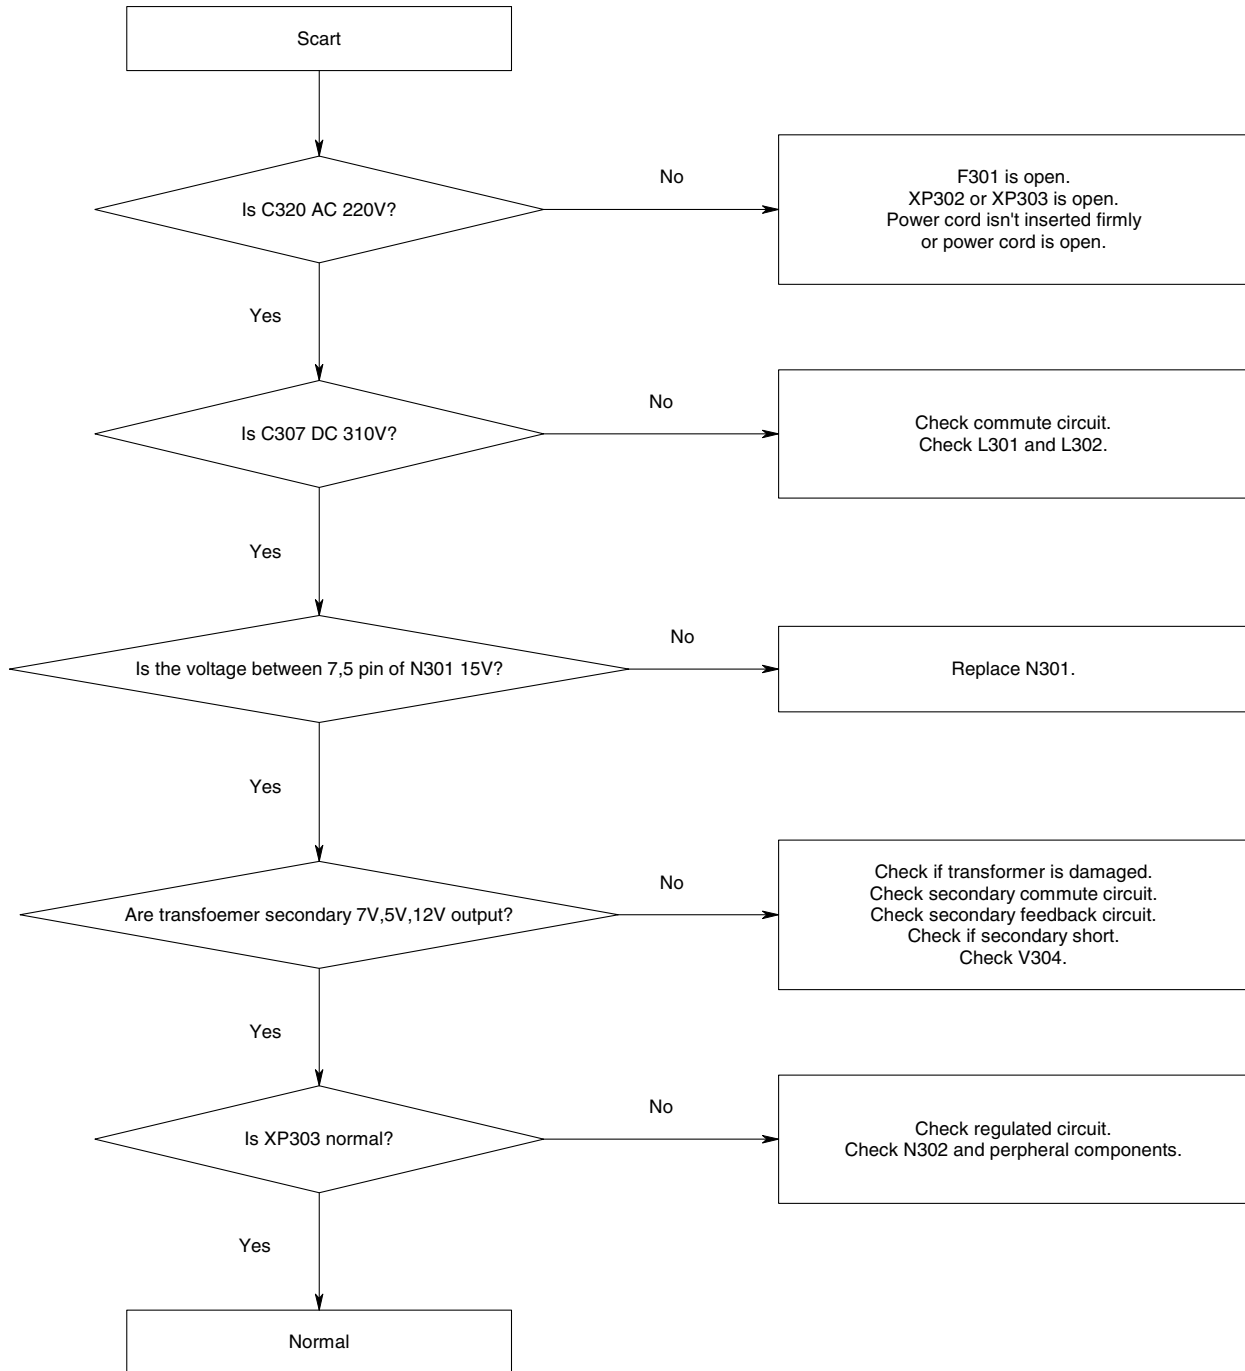 Scart
Is C320 AC 220V?
No
F301 is open.
XP302 or XP303 is open.
Power cord isn't inserted firmly
or power cord is open.
Yes
Is C307 DC 310V?
No
Check commute circuit.
Check L301 and L302.
Yes
Is the voltage between 7,5 pin of N301 15V?
No
Replace N301.
Yes
Are transfoemer secondary 7V,5V,12V output?
No
Check if transformer is damaged.
Check secondary commute circuit.
Check secondary feedback circuit.
Check if secondary short.
Check V304.
Yes
Is XP303 normal?
No
Check regulated circuit.
Check N302 and perpheral components.
Yes
Normal